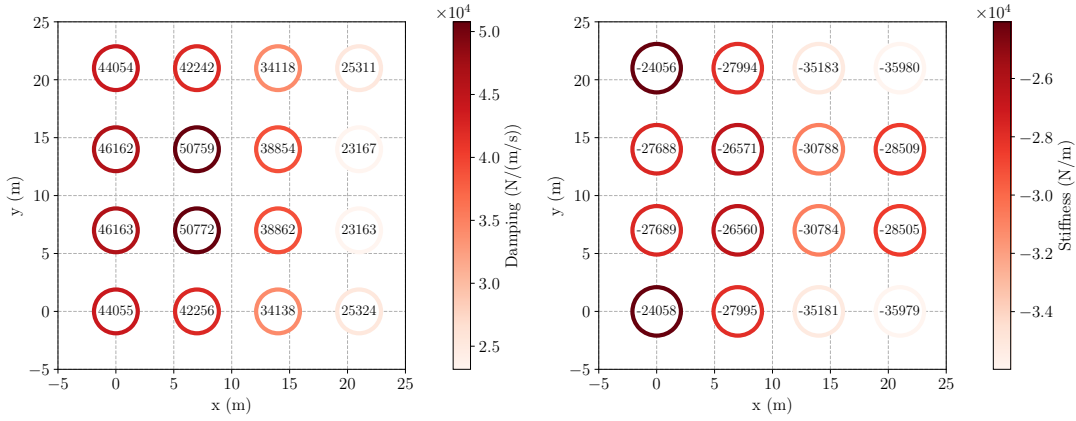 ×10⁴
25
20
15
10
5
0
−5
y (m)
44054 42242 34118 25311
46162 50759 38854 23167
46163 50772 38862 23163
44055 42256 34138 25324
−5 0 5 10 15 20 25
x (m)
5.0
4.5
4.0
3.5
3.0
2.5
Damping (N/(m/s))
×10⁴
25
20
15
10
5
0
−5
y (m)
-24056 -27994 -35183 -35980
-27688 -26571 -30788 -28509
-27689 -26560 -30784 -28505
-24058 -27995 -35181 -35979
−5 0 5 10 15 20 25
x (m)
−2.6
−2.8
−3.0
−3.2
−3.4
Stiffness (N/m)